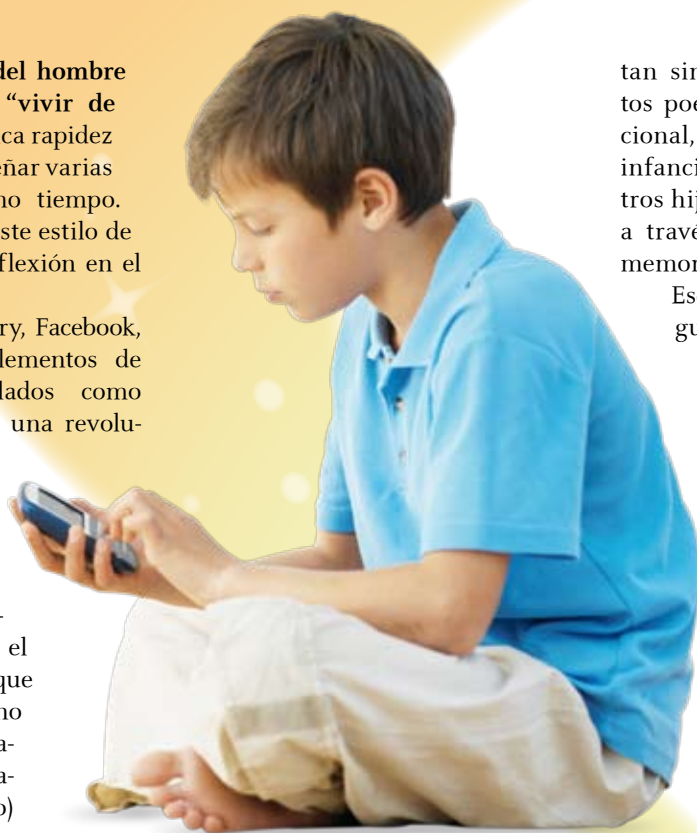 del hombre
“vivir de
ca rapidez
eñar varias
no tiempo.
ste estilo de
flexión en el
ry, Facebook,
lementos de
lados como
una revolu-
-
el
que
no
a-
a-
o)
tan sin
tos poe
cional,
infanci
tros hij
a travé
memor
Es
gu